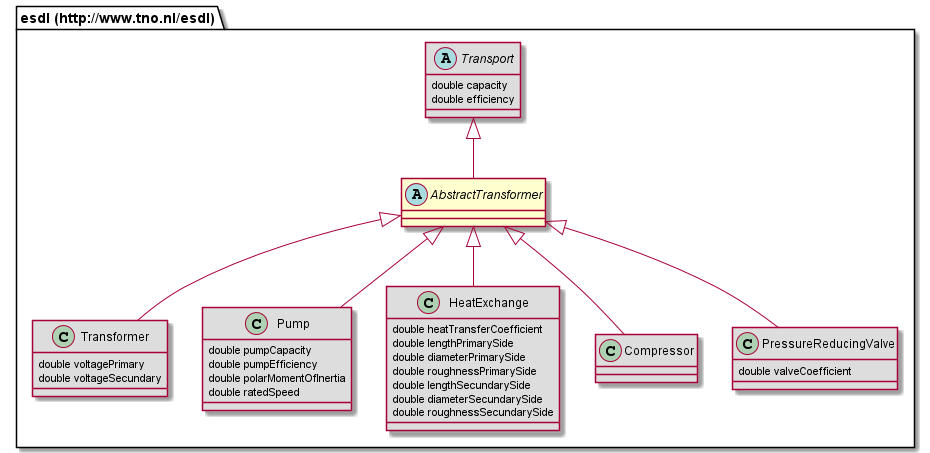 esdl (http://www.tno.nl/esdl)
A Transport
double capacity
double efficiency
A AbstractTransformer
C Transformer
double voltagePrimary
double voltageSecundary
C Pump
double pumpCapacity
double pumpEfficiency
double polarMomentOfInertia
double ratedSpeed
C HeatExchange
double heatTransferCoefficient
double lengthPrimarySide
double diameterPrimarySide
double roughnessPrimarySide
double lengthSecundarySide
double diameterSecundarySide
double roughnessSecundarySide
C Compressor
C PressureReducingValve
double valveCoefficient